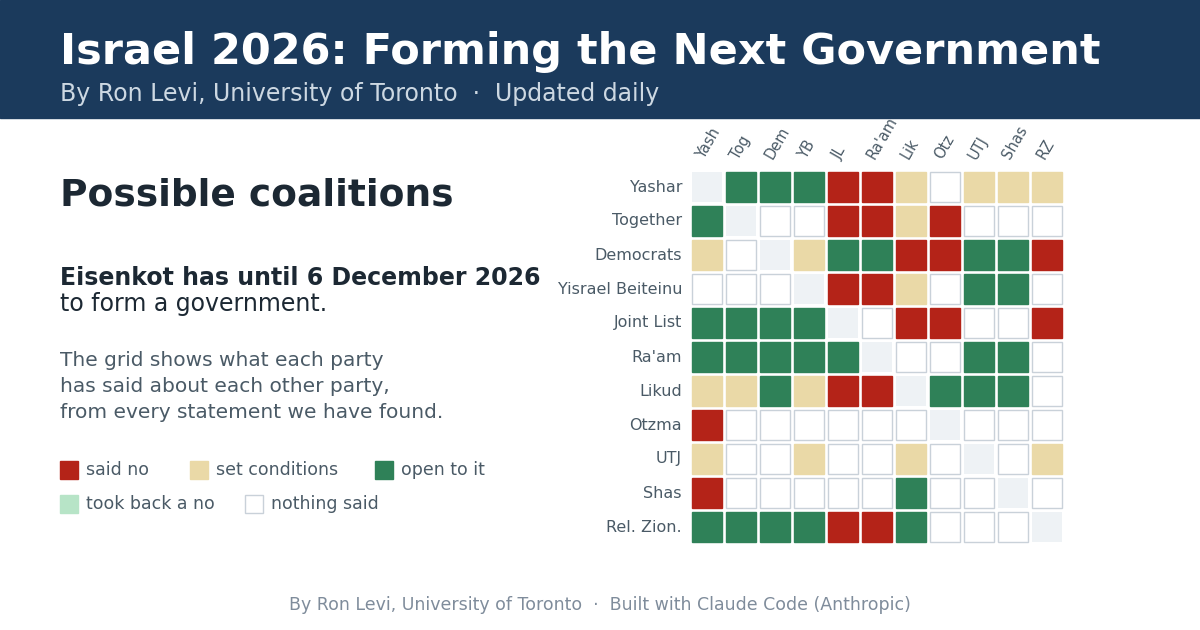 Israel 2026: Forming the Next Government
By Ron Levi, University of Toronto · Updated daily
Possible coalitions
Eisenkot has until 6 December 2026
to form a government.
The grid shows what each party
has said about each other party,
from every statement we have found.
said no
set conditions
open to it
took back a no
nothing said
Yash
Tog
Dem
YB
JL
Ra'am
Lik
Otz
UTJ
Shas
RZ
Yashar
Together
Democrats
Yisrael Beiteinu
Joint List
Ra'am
Likud
Otzma
UTJ
Shas
Rel. Zion.
By Ron Levi, University of Toronto · Built with Claude Code (Anthropic)